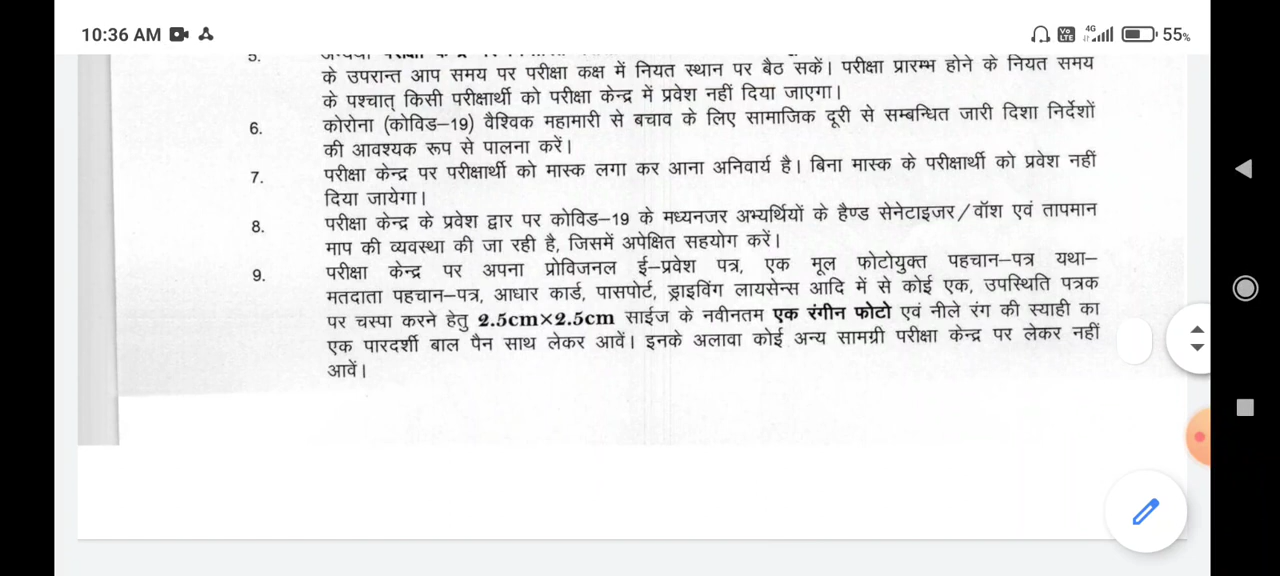 10:36 AM
4G
55%
5.
के उपरान्त आप समय पर परीक्षा कक्ष में नियत स्थान पर बैठ सकें। परीक्षा प्रारम्भ होने के नियत समय
के पश्चात् किसी परीक्षार्थी को परीक्षा केन्द्र में प्रवेश नहीं दिया जाएगा।
6. कोरोना (कोविड–19) वैश्विक महामारी से बचाव के लिए सामाजिक दूरी से सम्बन्धित जारी दिशा निर्देशों
की आवश्यक रूप से पालना करें।
7. परीक्षा केन्द्र पर परीक्षार्थी को मास्क लगा कर आना अनिवार्य है। बिना मास्क के परीक्षार्थी को प्रवेश नहीं
दिया जायेगा।
8. परीक्षा केन्द्र के प्रवेश द्वार पर कोविड–19 के मध्यनजर अभ्यर्थियों के हैण्ड सेनेटाइजर/वॉश एवं तापमान
माप की व्यवस्था की जा रही है, जिसमें अपेक्षित सहयोग करें।
9. परीक्षा केन्द्र पर अपना प्रोविजनल ई–प्रवेश पत्र, एक मूल फोटोयुक्त पहचान–पत्र यथा–
मतदाता पहचान–पत्र, आधार कार्ड, पासपोर्ट, ड्राइविंग लायसेन्स आदि में से कोई एक, उपस्थिति पत्रक
पर चस्पा करने हेतु 2.5cm×2.5cm साईज के नवीनतम एक रंगीन फोटो एवं नीले रंग की स्याही का
एक पारदर्शी बाल पैन साथ लेकर आवें। इनके अलावा कोई अन्य सामग्री परीक्षा केन्द्र पर लेकर नहीं
आवें।